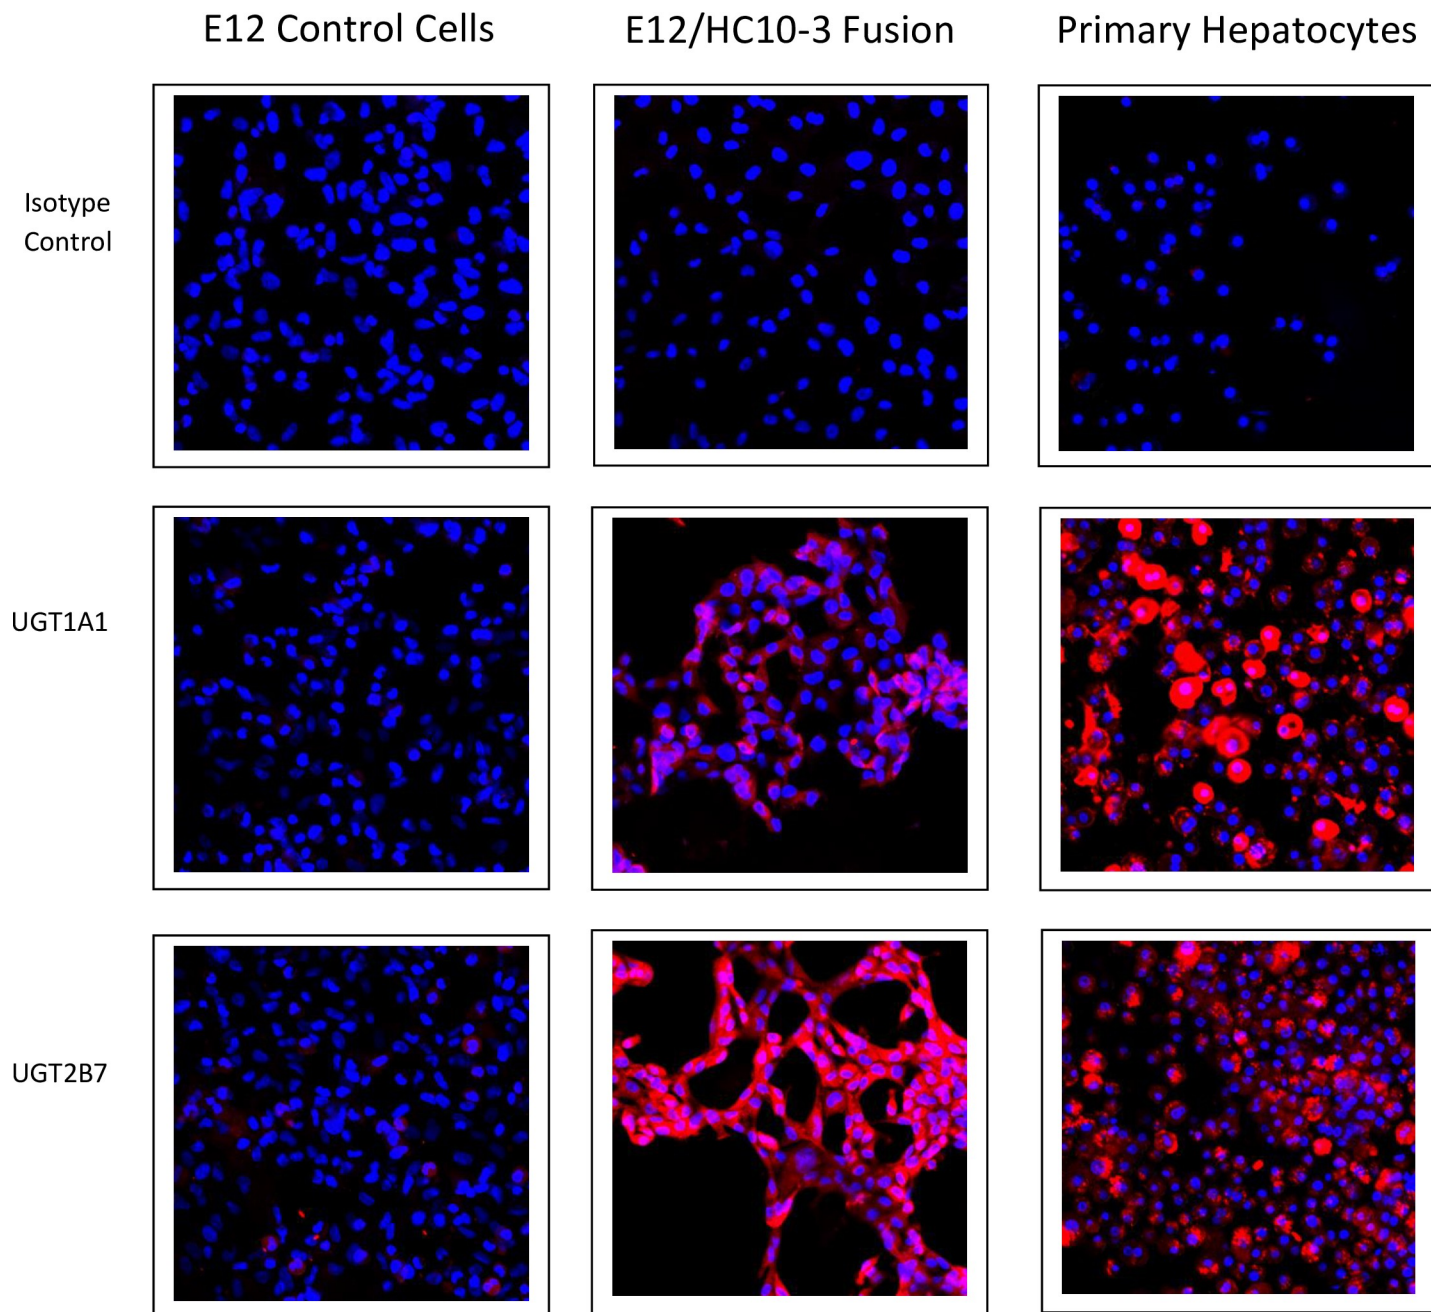 E12 Control Cells
E12/HC10-3 Fusion
Primary Hepatocytes
Isotype
Control
UGT1A1
UGT2B7